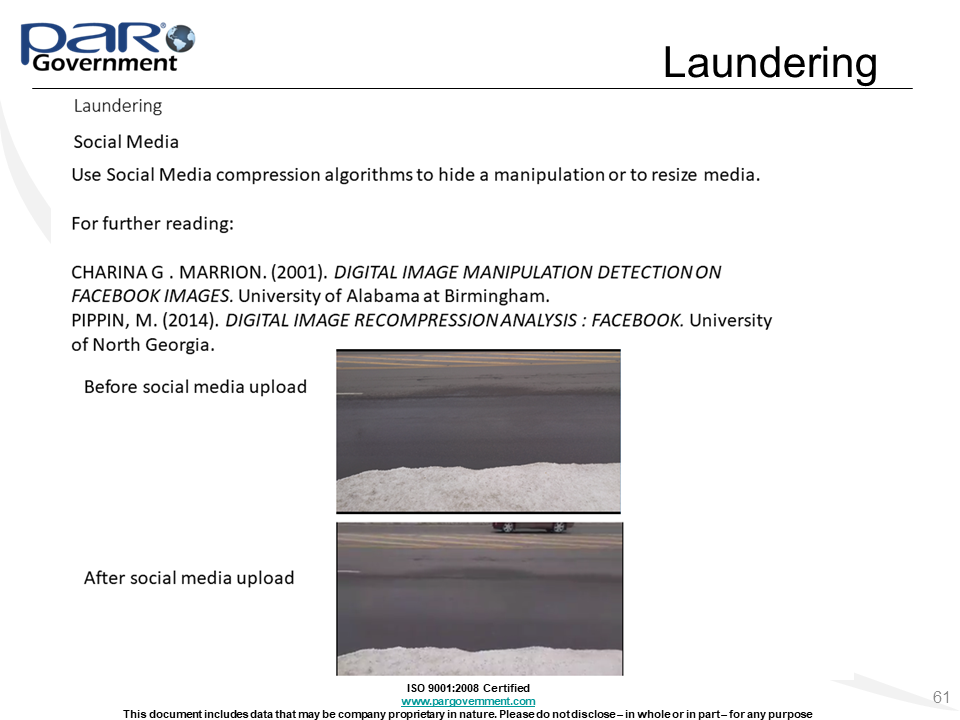 PAR®
Government
Laundering
Laundering
Social Media
Use Social Media compression algorithms to hide a manipulation or to resize media.
For further reading:
CHARINA G . MARRION. (2001). DIGITAL IMAGE MANIPULATION DETECTION ON
FACEBOOK IMAGES. University of Alabama at Birmingham.
PIPPIN, M. (2014). DIGITAL IMAGE RECOMPRESSION ANALYSIS : FACEBOOK. University
of North Georgia.
Before social media upload
After social media upload
ISO 9001:2008 Certified
www.pargovernment.com
This document includes data that may be company proprietary in nature. Please do not disclose – in whole or in part – for any purpose
61